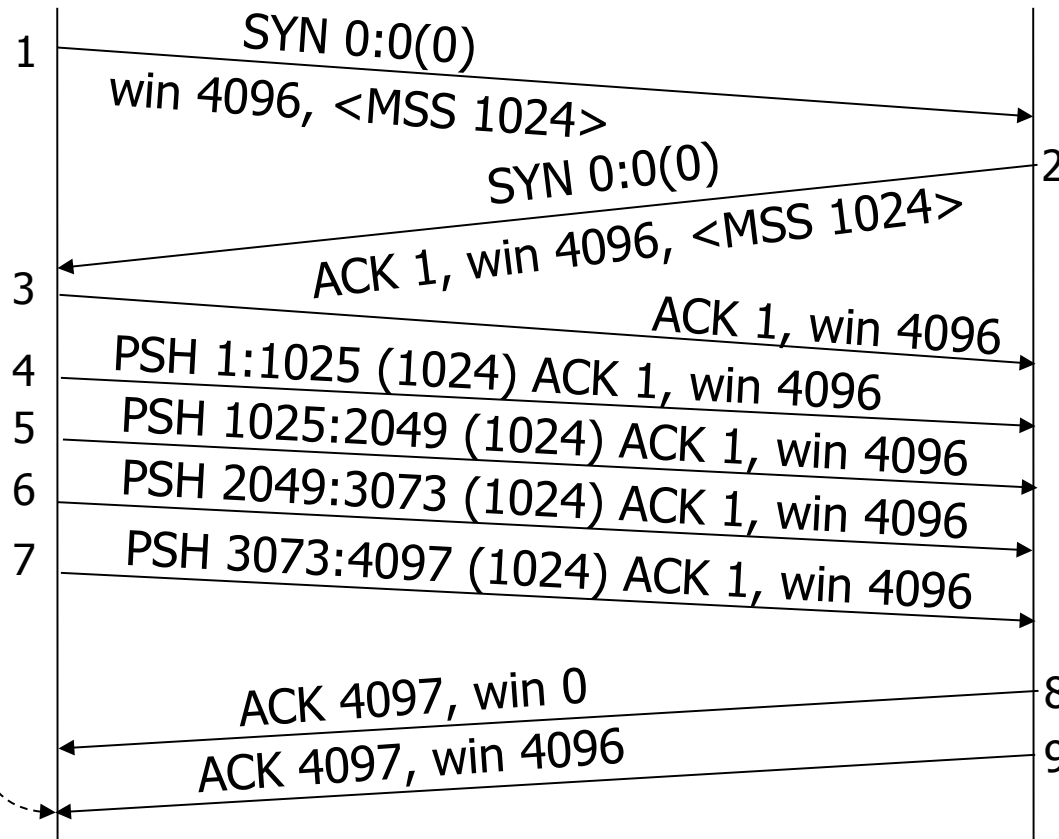 1
SYN 0:0(0)
win 4096, <MSS 1024>
2
SYN 0:0(0)
ACK 1, win 4096, <MSS 1024>
3
ACK 1, win 4096
4
PSH 1:1025 (1024) ACK 1, win 4096
5
PSH 1025:2049 (1024) ACK 1, win 4096
6
PSH 2049:3073 (1024) ACK 1, win 4096
7
PSH 3073:4097 (1024) ACK 1, win 4096
8
ACK 4097, win 0
9
ACK 4097, win 4096